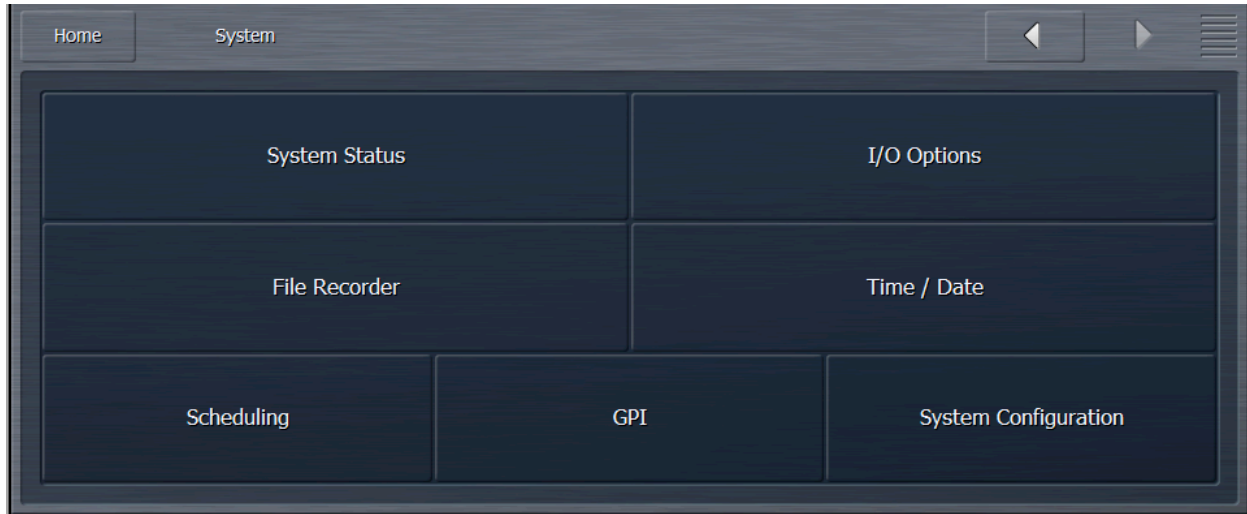 Home
System
System Status
I/O Options
File Recorder
Time / Date
Scheduling
GPI
System Configuration